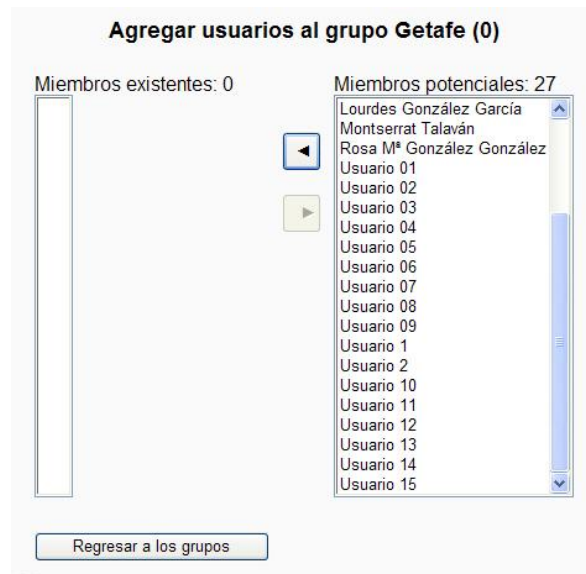 Agregar usuarios al grupo Getafe (0)
Miembros existentes: 0
Miembros potenciales: 27
Lourdes González García
Montserrat Talaván
Rosa Mª González González
Usuario 01
Usuario 02
Usuario 03
Usuario 04
Usuario 05
Usuario 06
Usuario 07
Usuario 08
Usuario 09
Usuario 1
Usuario 2
Usuario 10
Usuario 11
Usuario 12
Usuario 13
Usuario 14
Usuario 15
Regresar a los grupos